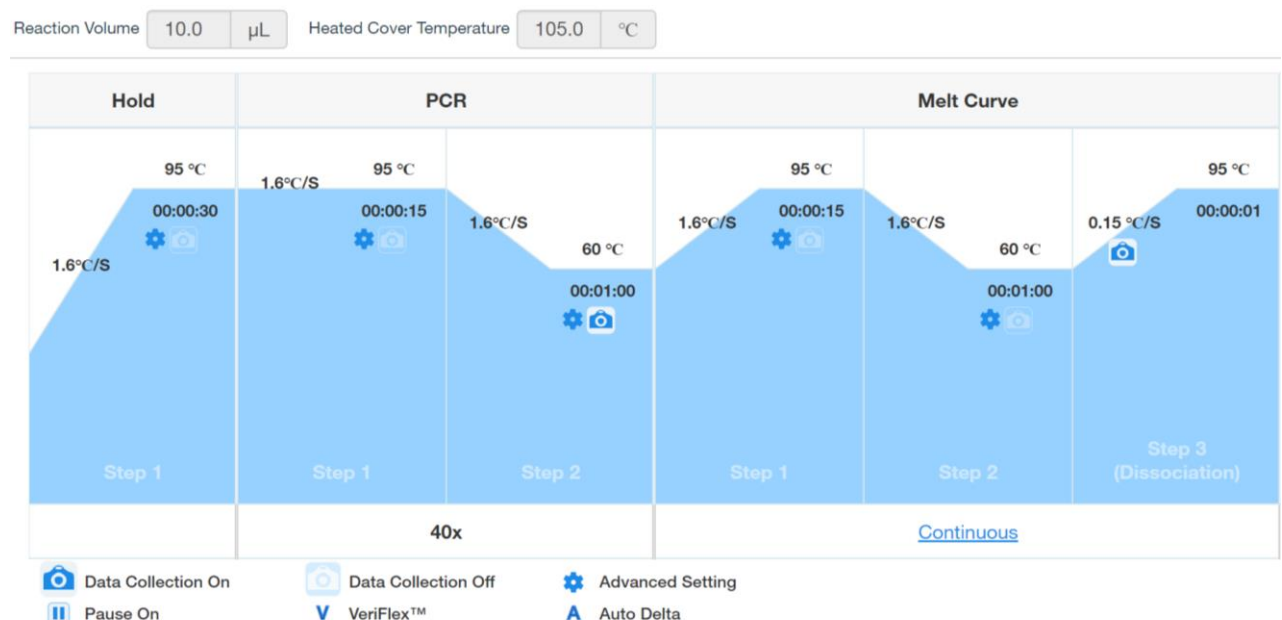 Reaction Volume 10.0 µL Heated Cover Temperature 105.0 °C
Hold PCR Melt Curve
95 °C 1.6°C/S 95 °C 95 °C 95 °C
00:00:30 00:00:15 1.6°C/S 1.6°C/S 00:00:15 1.6°C/S 0.15 °C/S 00:00:01
1.6°C/S 60 °C 60 °C
00:01:00 00:01:00
Step 1 Step 1 Step 2 Step 1 Step 2 Step 3
(Dissociation)
40x Continuous
Data Collection On Data Collection Off Advanced Setting
Pause On V VeriFlex™ A Auto Delta